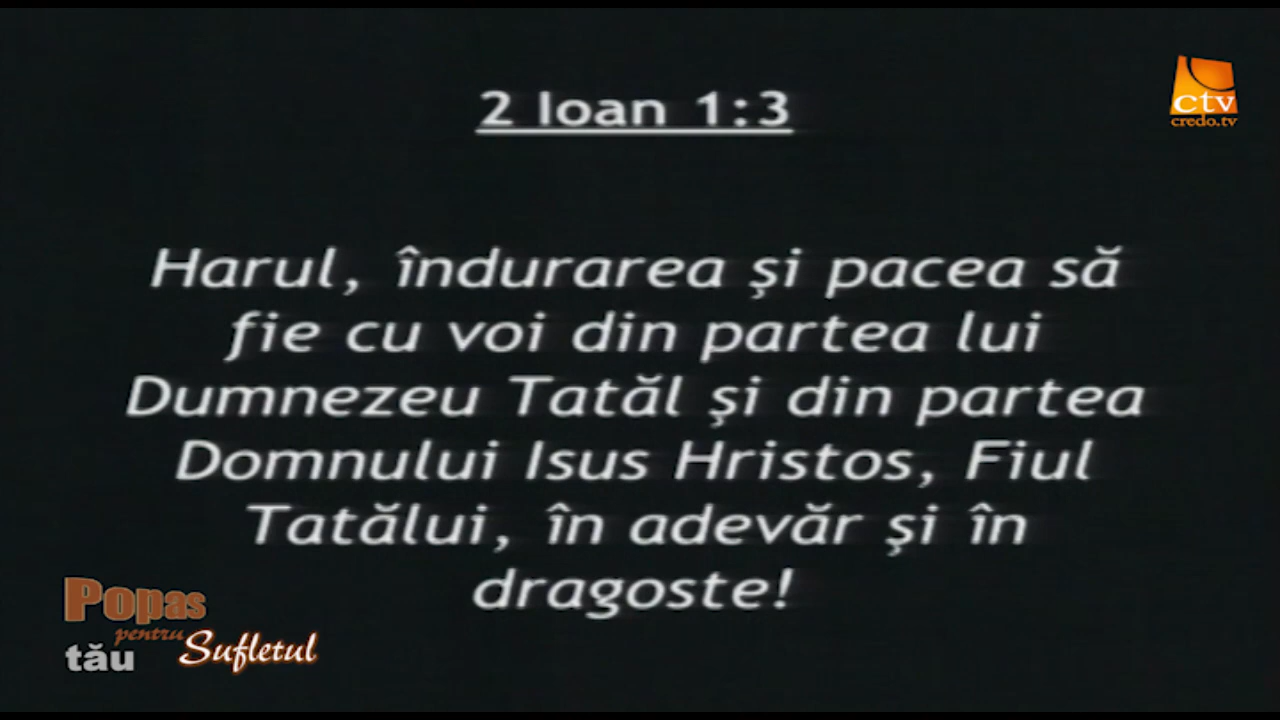 2 Ioan 1:3
ctv
credo.tv
Harul, îndurarea şi pacea să
fie cu voi din partea lui
Dumnezeu Tatăl şi din partea
Domnului Isus Hristos, Fiul
Tatălui, în adevăr şi în
dragoste!
Popas
pentru
tău Sufletul